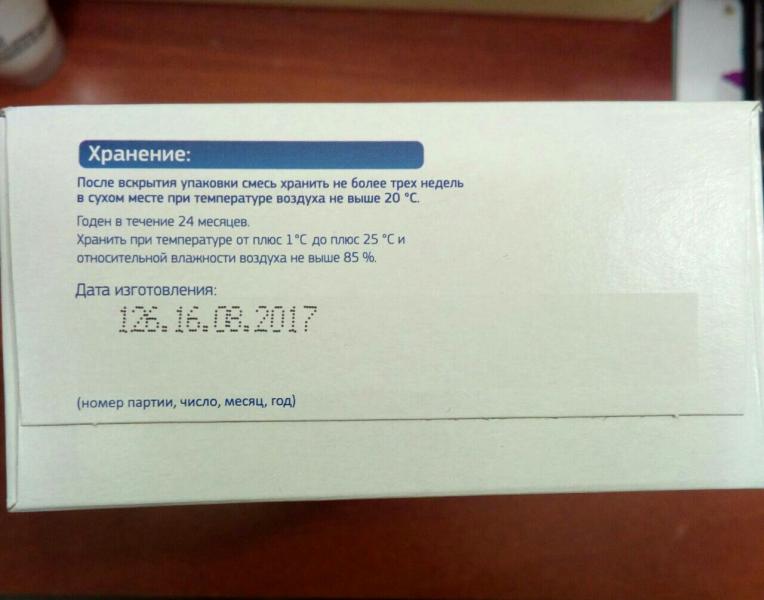 Хранение:
После вскрытия упаковки смесь хранить не более трех недель
в сухом месте при температуре воздуха не выше 20 °С.
Годен в течение 24 месяцев.
Хранить при температуре от плюс 1°С до плюс 25 °С и
относительной влажности воздуха не выше 85 %.
Дата изготовления:
126.16.08.2017
(номер партии, число, месяц, год)